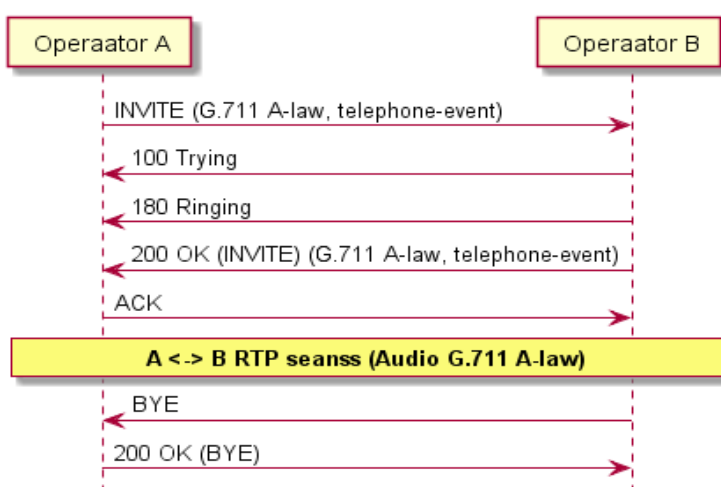 Operaator A
Operaator B
INVITE (G.711 A-law, telephone-event)
100 Trying
180 Ringing
200 OK (INVITE) (G.711 A-law, telephone-event)
ACK
A <-> B RTP seanss (Audio G.711 A-law)
BYE
200 OK (BYE)